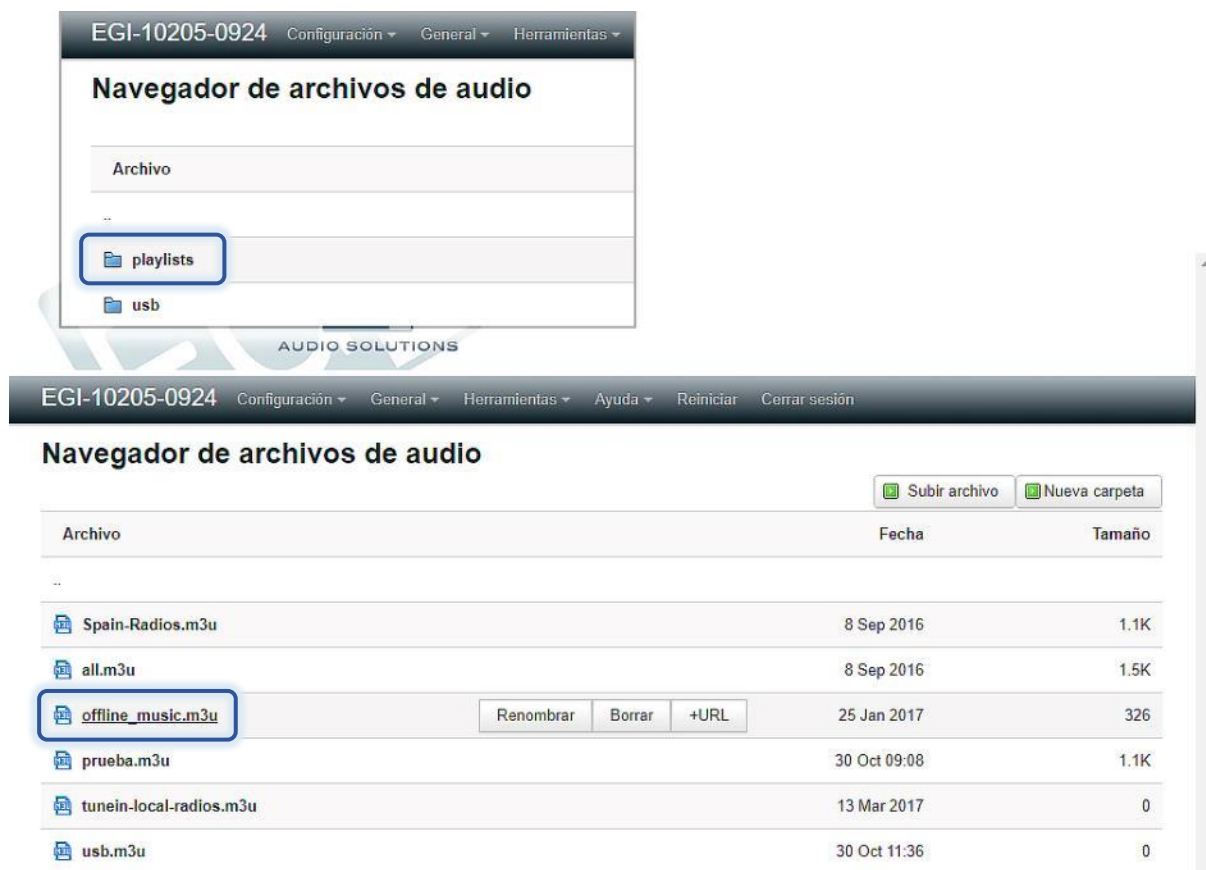 EGI-10205-0924 Configuración General Herramientas
Navegador de archivos de audio
Archivo
..
playlists
usb
AUDIO SOLUTIONS
EGI-10205-0924 Configuración General Herramientas Ayuda Reiniciar Cerrar sesión
Navegador de archivos de audio
Subir archivo Nueva carpeta
Archivo Fecha Tamaño
..
Spain-Radios.m3u 8 Sep 2016 1.1K
all.m3u 8 Sep 2016 1.5K
offline_music.m3u Renombrar Borrar +URL 25 Jan 2017 326
prueba.m3u 30 Oct 09:08 1.1K
tunein-local-radios.m3u 13 Mar 2017 0
usb.m3u 30 Oct 11:36 0